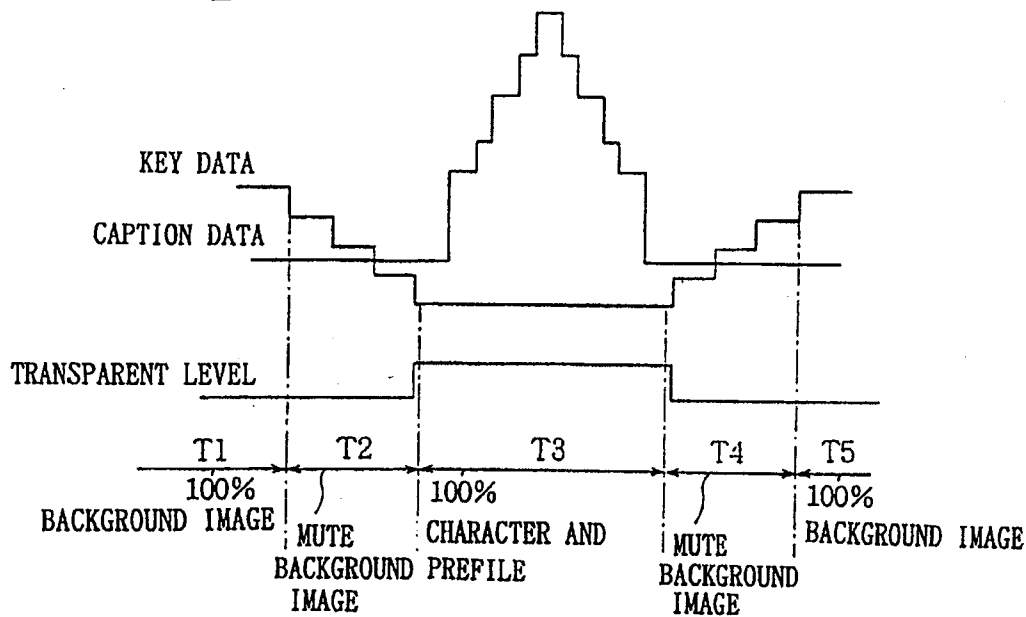 KEY DATA
CAPTION DATA
TRANSPARENT LEVEL
T1 T2 T3 T4 T5
100%
BACKGROUND IMAGE
MUTE
BACKGROUND
IMAGE
100%
CHARACTER AND
PREFILE
MUTE
BACKGROUND
IMAGE
100%
BACKGROUND IMAGE